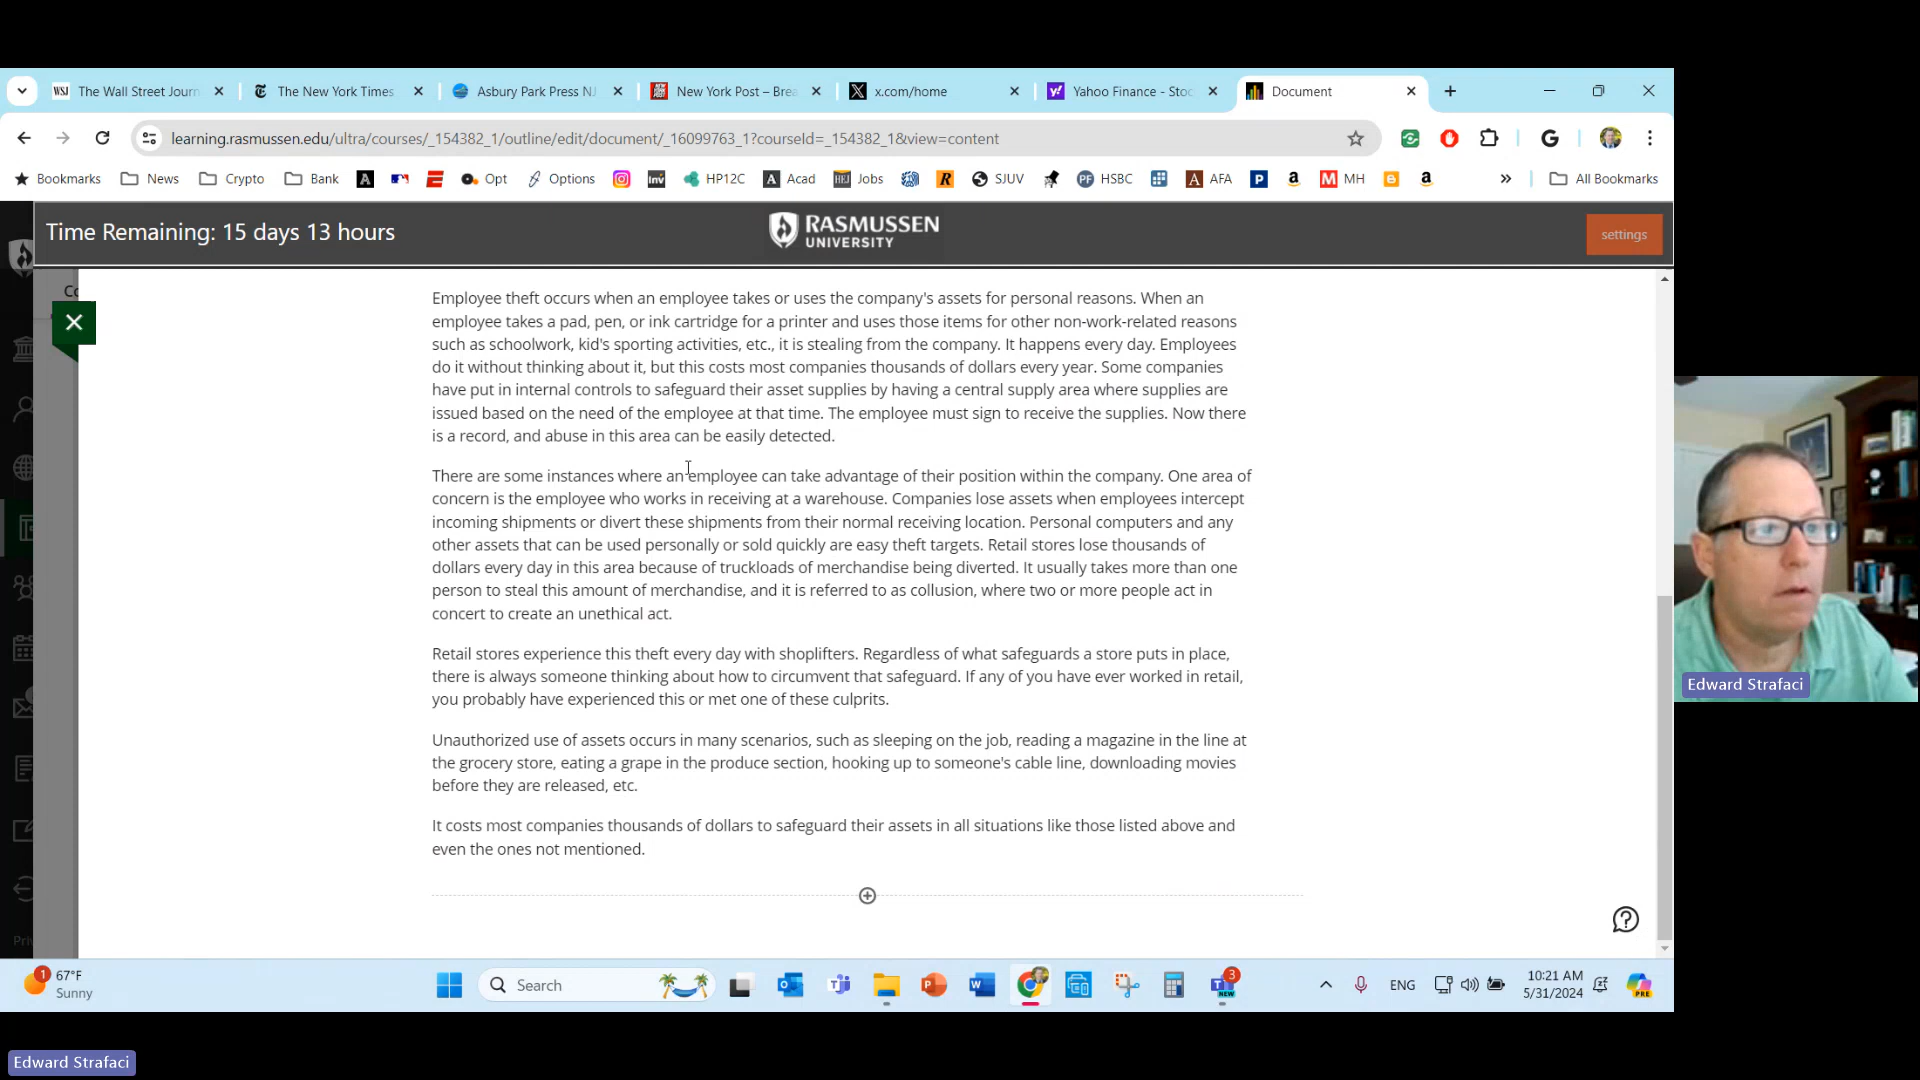 WSJ The Wall Street Journ
The New York Times
Asbury Park Press NJ
New York Post – Brea
x.com/home
Yahoo Finance - Stoc
Document
learning.rasmussen.edu/ultra/courses/_154382_1/outline/edit/document/_16099763_1?courseId=_154382_1&view=content
Bookmarks
News
Crypto
Bank
Opt
Options
Inv
HP12C
Acad
HEJ Jobs
SJUV
HSBC
AFA
MH
All Bookmarks
Time Remaining: 15 days 13 hours
RASMUSSEN
UNIVERSITY
settings
Employee theft occurs when an employee takes or uses the company's assets for personal reasons. When an
employee takes a pad, pen, or ink cartridge for a printer and uses those items for other non-work-related reasons
such as schoolwork, kid's sporting activities, etc., it is stealing from the company. It happens every day. Employees
do it without thinking about it, but this costs most companies thousands of dollars every year. Some companies
have put in internal controls to safeguard their asset supplies by having a central supply area where supplies are
issued based on the need of the employee at that time. The employee must sign to receive the supplies. Now there
is a record, and abuse in this area can be easily detected.
There are some instances where an employee can take advantage of their position within the company. One area of
concern is the employee who works in receiving at a warehouse. Companies lose assets when employees intercept
incoming shipments or divert these shipments from their normal receiving location. Personal computers and any
other assets that can be used personally or sold quickly are easy theft targets. Retail stores lose thousands of
dollars every day in this area because of truckloads of merchandise being diverted. It usually takes more than one
person to steal this amount of merchandise, and it is referred to as collusion, where two or more people act in
concert to create an unethical act.
Retail stores experience this theft every day with shoplifters. Regardless of what safeguards a store puts in place,
there is always someone thinking about how to circumvent that safeguard. If any of you have ever worked in retail,
you probably have experienced this or met one of these culprits.
Unauthorized use of assets occurs in many scenarios, such as sleeping on the job, reading a magazine in the line at
the grocery store, eating a grape in the produce section, hooking up to someone's cable line, downloading movies
before they are released, etc.
It costs most companies thousands of dollars to safeguard their assets in all situations like those listed above and
even the ones not mentioned.
Edward Strafaci
1
67°F
Sunny
Search
3
NEW
ENG
10:21 AM
5/31/2024
PRE
Edward Strafaci